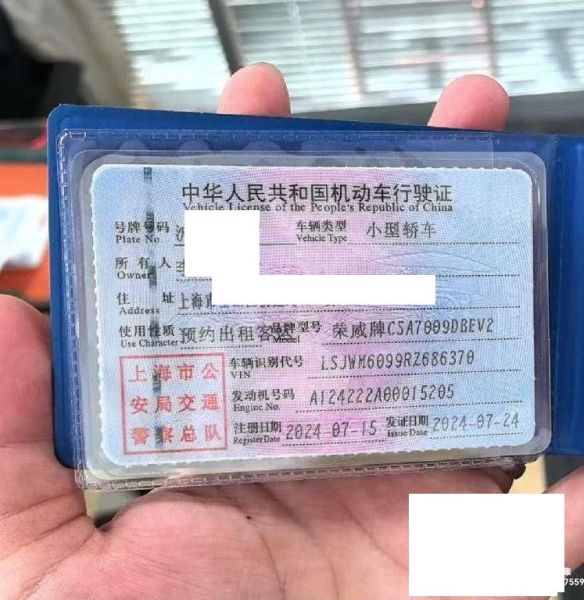 中华人民共和国机动车行驶证
Vehicle License of the People's Republic of China
号牌号码 车辆类型 小型轿车
Plate No. Vehicle Type
所有人
Owner
住址 上海市
Address
使用性质 预约出租客运 品牌型号 荣威牌CSA7009DBEV2
Use Character Model
上海市公安局交通警察总队
车辆识别代号 LSJWM6099RZ686370
VIN
发动机号码 A124222A00015205
Engine No.
注册日期 2024-07-15 发证日期 2024-07-24
Register Date Issue Date
7559